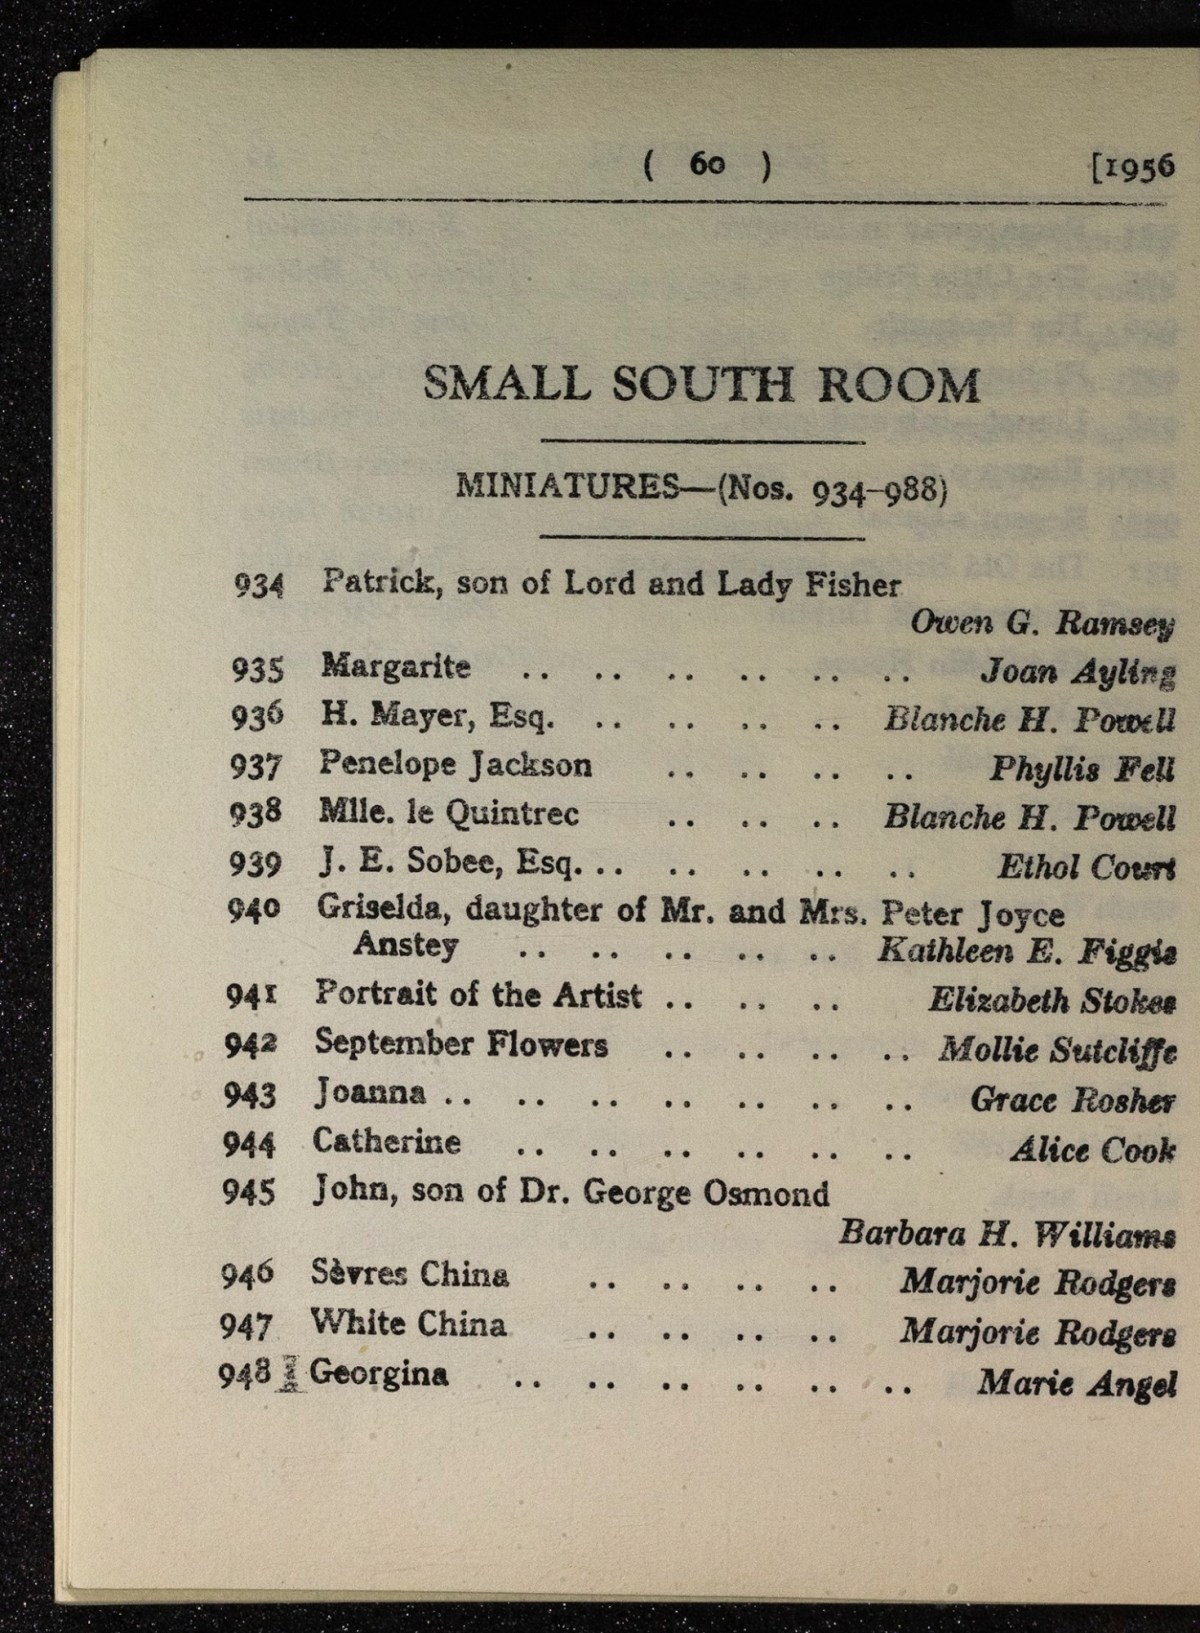 ( 60 ) [1956
SMALL SOUTH ROOM
MINIATURES—(Nos. 934–988)
934 Patrick, son of Lord and Lady Fisher
Owen G. Ramsey
935 Margarite .. .. .. .. .. .. Joan Ayling
936 H. Mayer, Esq. .. .. .. .. Blanche H. Powell
937 Penelope Jackson .. .. .. .. Phyllis Fell
938 Mlle. le Quintrec .. .. .. Blanche H. Powell
939 J. E. Sobee, Esq. .. .. .. .. .. Ethol Court
940 Griselda, daughter of Mr. and Mrs. Peter Joyce
Anstey .. .. .. .. .. Kathleen E. Figgis
941 Portrait of the Artist .. .. .. Elizabeth Stokes
942 September Flowers .. .. .. .. Mollie Sutcliffe
943 Joanna .. .. .. .. .. .. .. Grace Rosher
944 Catherine .. .. .. .. .. .. Alice Cook
945 John, son of Dr. George Osmond
Barbara H. Williams
946 Sèvres China .. .. .. .. Marjorie Rodgers
947 White China .. .. .. .. Marjorie Rodgers
948 Georgina .. .. .. .. .. .. Marie Angel